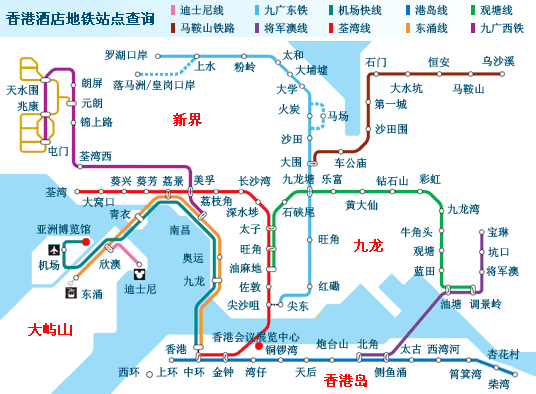 香港酒店地铁站点查询
迪士尼线 九广东铁 机场快线 港岛线 观塘线
马鞍山铁路 将军澳线 荃湾线 东涌线 九广西铁
罗湖口岸 上水 粉岭 太和
落马洲/皇岗口岸
大埔墟
大学
火炭
马场
沙田
大围
石门 恒安 乌沙溪
大水坑 马鞍山
第一城
沙田围
车公庙
天水围 朗屏
兆康 元朗
锦上路
屯门
荃湾西
新界
荃湾 葵兴 葵芳 荔景 美孚 长沙湾
大窝口 荔枝角
深水埗
九龙塘 乐富 钻石山 彩虹
石硖尾 黄大仙
九龙湾
青衣
南昌
太子
旺角 旺角
油麻地
九龙
牛角头
观塘
蓝田
宝琳
坑口
将军澳
亚洲博览馆
机场 欣澳
迪士尼
东涌
奥运
九龙
佐敦 红磡
尖沙咀 尖东
油塘 调景岭
大屿山
香港会议展览中心
香港 铜锣湾 炮台山 北角 太古 西湾河 杏花村
西环 上环 中环 金钟 湾仔 天后 侧鱼涌 筲箕湾 柴湾
香港岛